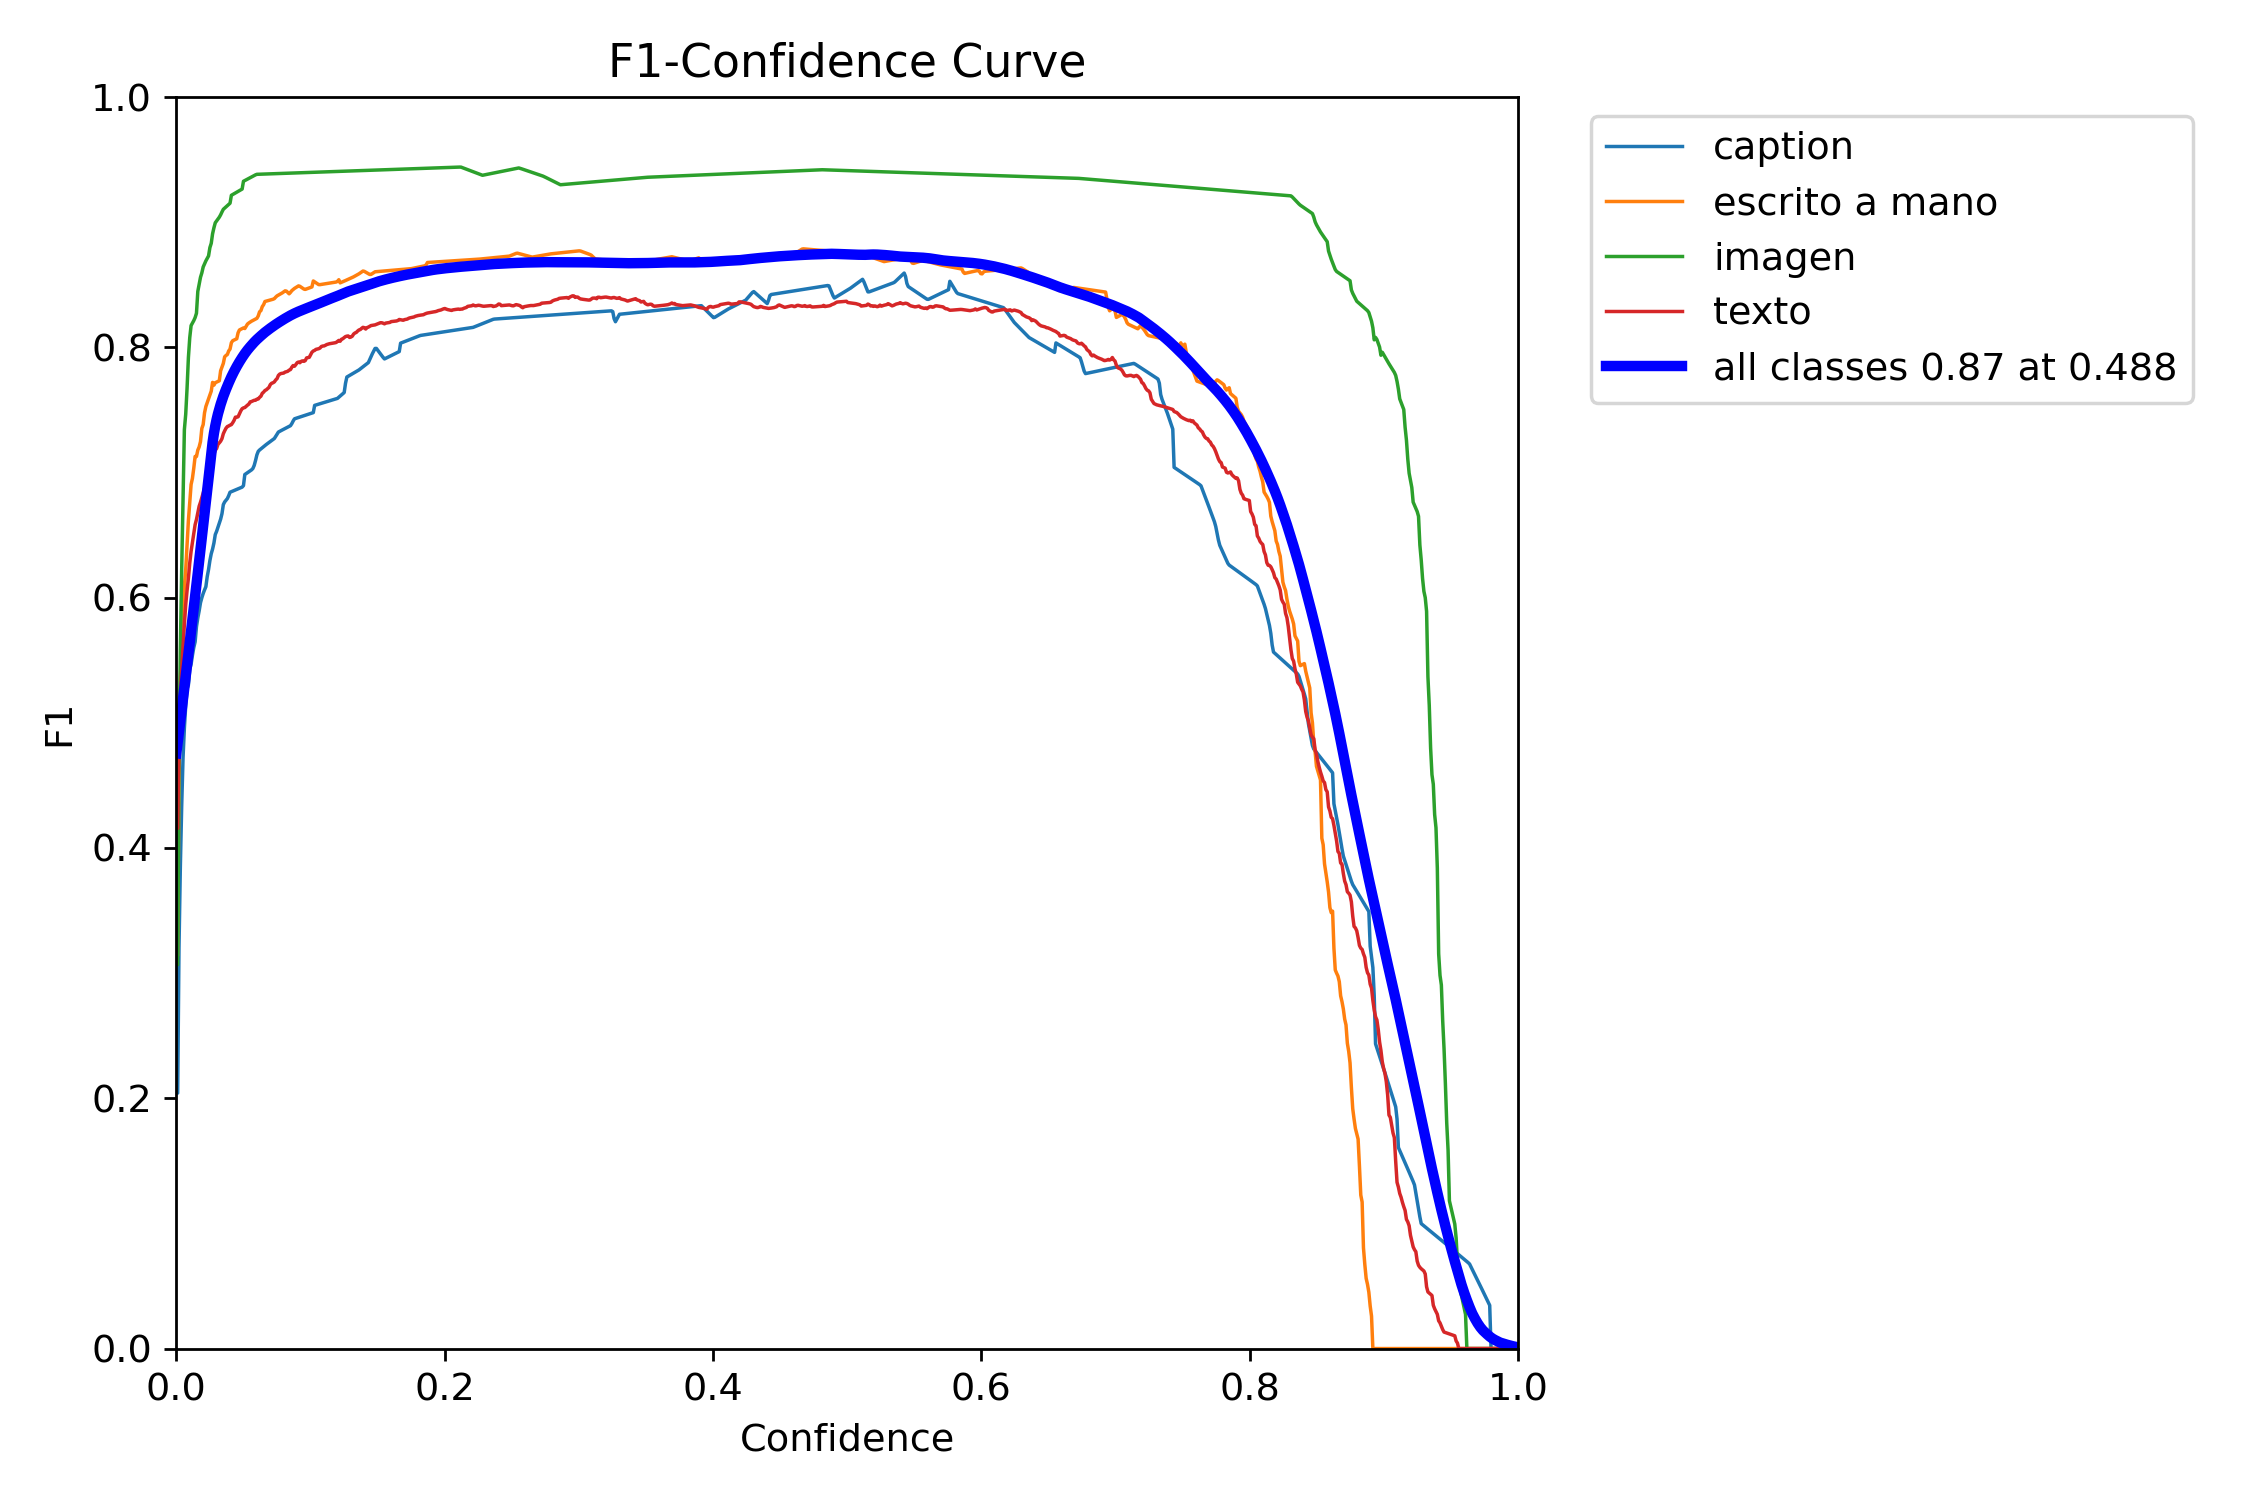 F1-Confidence Curve
1.0
0.8
0.6
0.4
0.2
0.0
F1
0.0 0.2 0.4 0.6 0.8 1.0
Confidence
caption
escrito a mano
imagen
texto
all classes 0.87 at 0.488